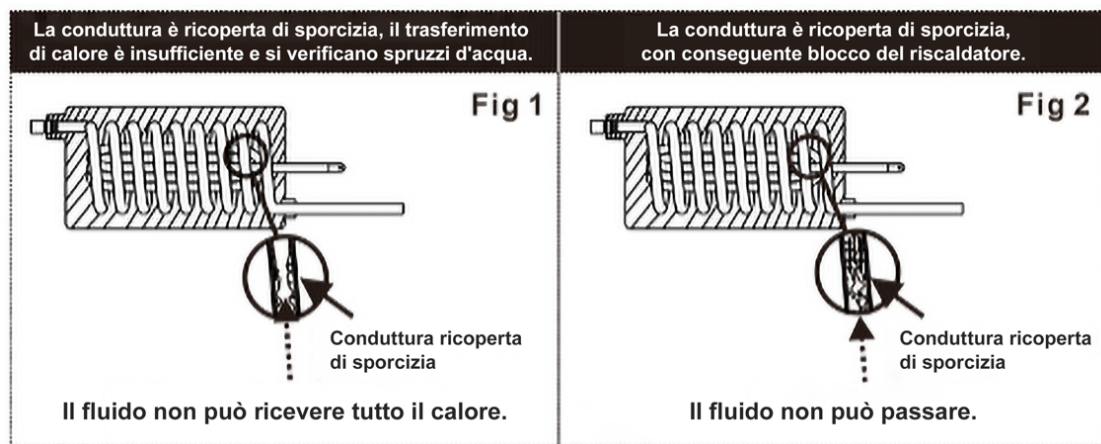 La conduttura è ricoperta di sporcizia, il trasferimento
di calore è insufficiente e si verificano spruzzi d'acqua.
Fig 1
Conduttura ricoperta
di sporcizia
Il fluido non può ricevere tutto il calore.
La conduttura è ricoperta di sporcizia,
con conseguente blocco del riscaldatore.
Fig 2
Conduttura ricoperta
di sporcizia
Il fluido non può passare.